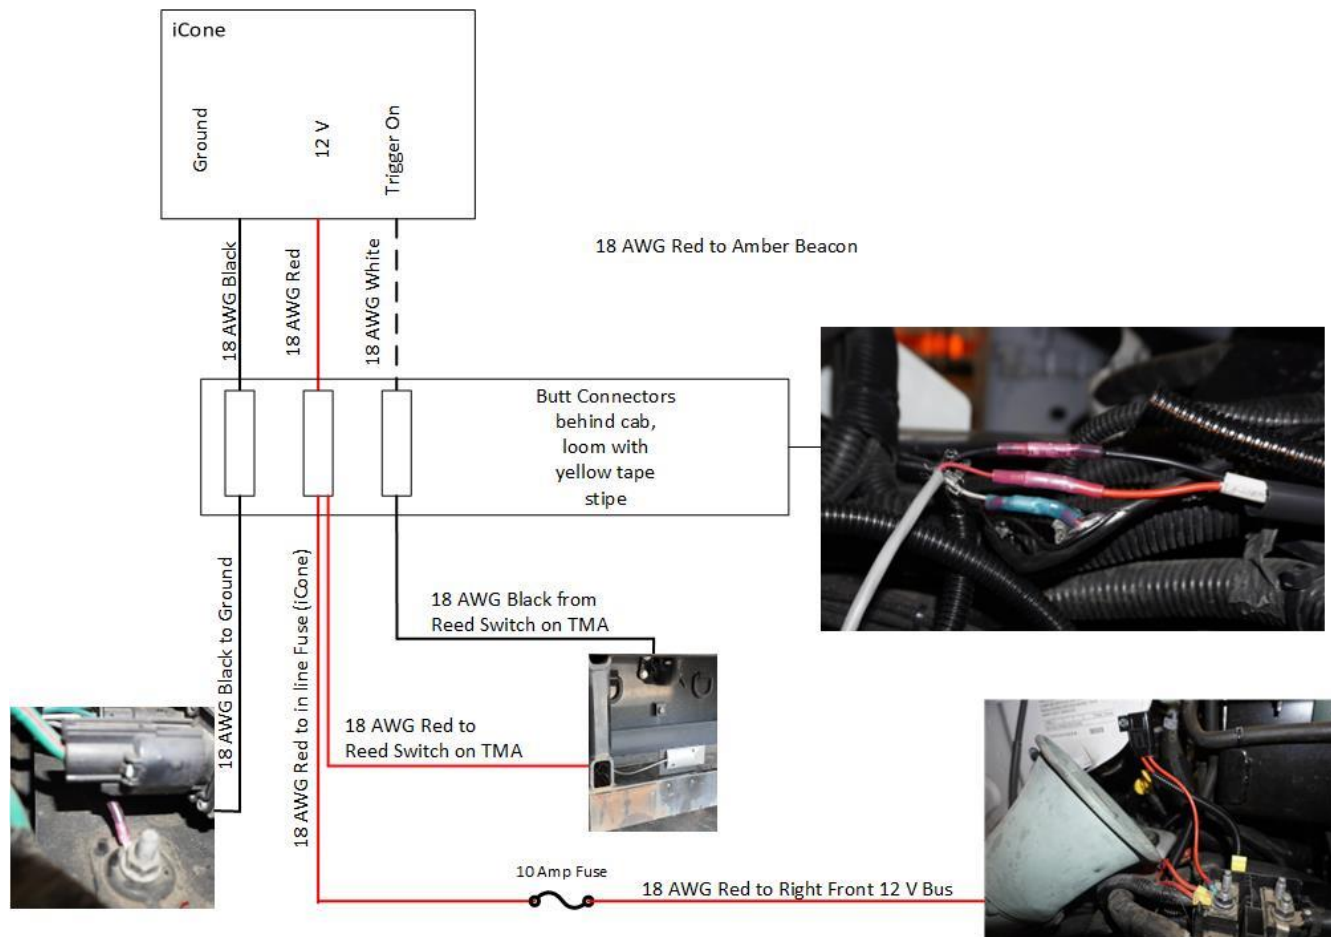 iCone
Ground
12 V
Trigger On
18 AWG Black
18 AWG Red
18 AWG White
18 AWG Red to Amber Beacon
Butt Connectors
behind cab,
loom with
yellow tape
stipe
18 AWG Black to Ground
18 AWG Red to in line Fuse (iCone)
18 AWG Black from
Reed Switch on TMA
18 AWG Red to
Reed Switch on TMA
10 Amp Fuse
18 AWG Red to Right Front 12 V Bus